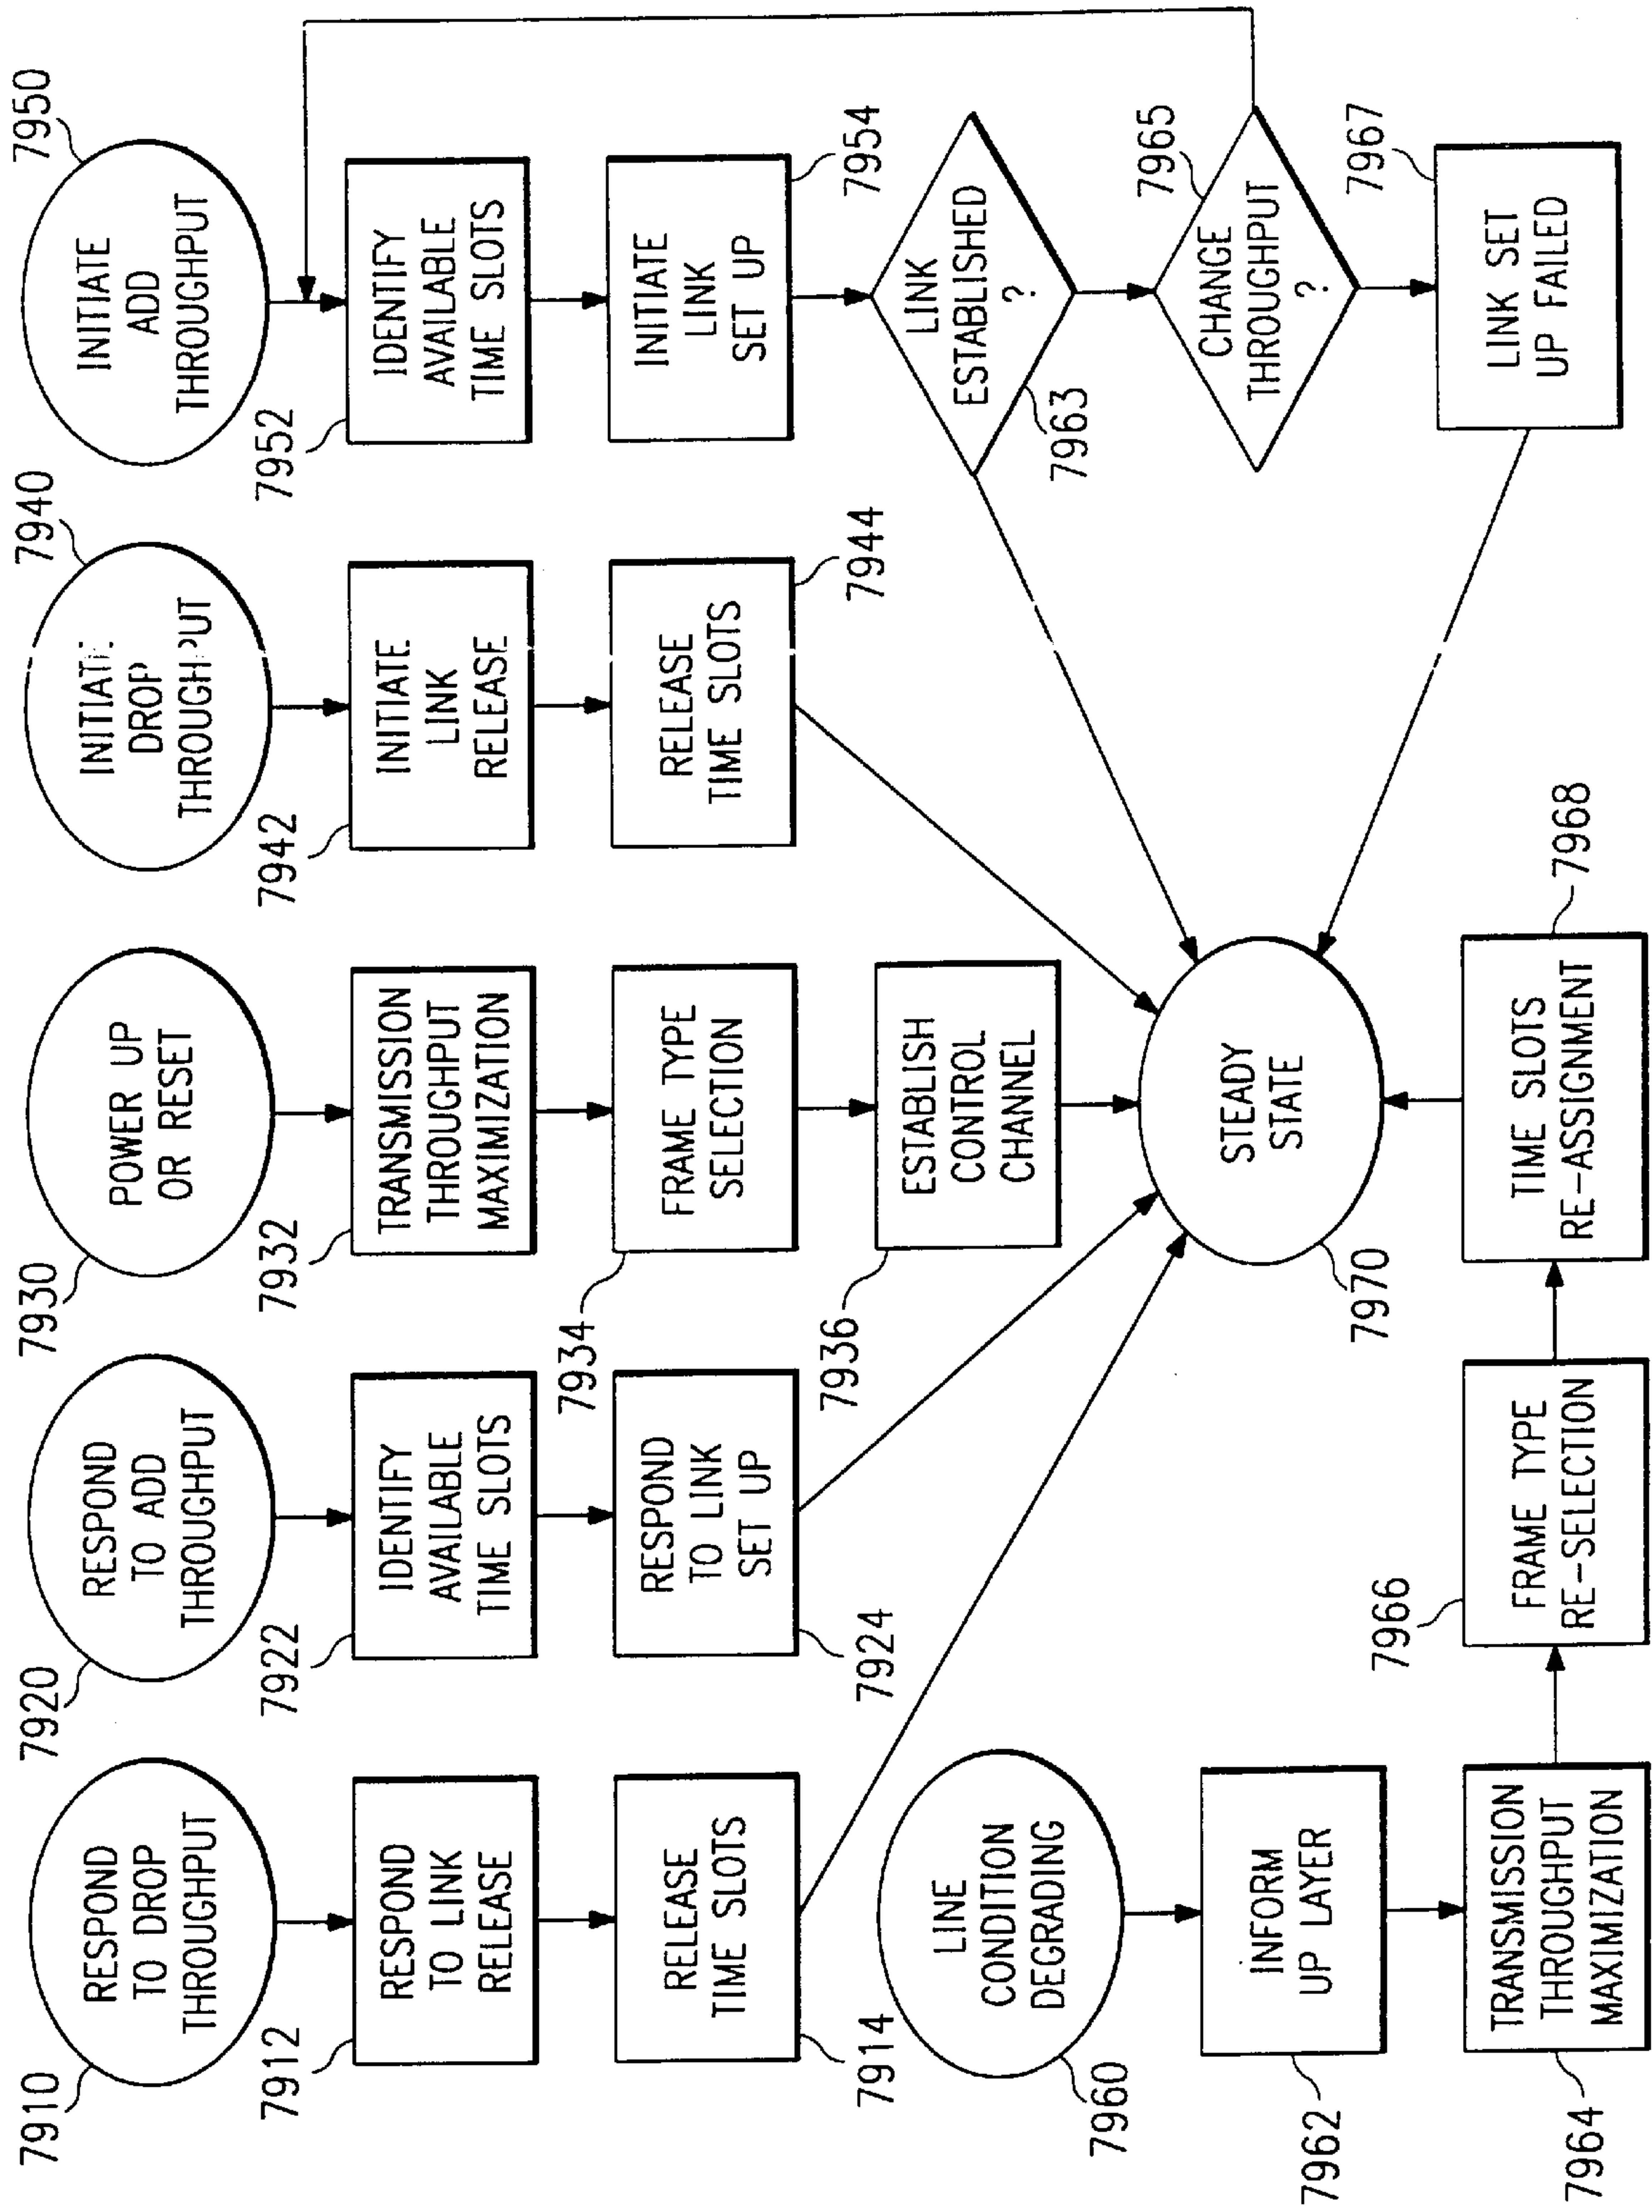 7910
RESPOND
TO DROP
THROUGHPUT
7912
RESPOND
TO LINK
RELEASE
RELEASE
TIME SLOTS
7914
7920
RESPOND
TO ADD
THROUGHPUT
7922
IDENTIFY
AVAILABLE
TIME SLOTS
RESPOND
TO LINK
SET UP
7924
7930
POWER UP
OR RESET
7932
TRANSMISSION
THROUGHPUT
MAXIMIZATION
7934
FRAME TYPE
SELECTION
7936
ESTABLISH
CONTROL
CHANNEL
7940
INITIATE
DROP
THROUGHPUT
7942
INITIATE
LINK
RELEASE
RELEASE
TIME SLOTS
7944
7950
INITIATE
ADD
THROUGHPUT
7952
IDENTIFY
AVAILABLE
TIME SLOTS
INITIATE
LINK
SET UP
7954
LINK
ESTABLISHED
?
7963
7965
CHANGE
THROUGHPUT
?
7967
LINK SET
UP FAILED
LINE
CONDITION
DEGRADING
7960
INFORM
UP LAYER
7962
TRANSMISSION
THROUGHPUT
MAXIMIZATION
7964
7966
FRAME TYPE
RE-SELECTION
TIME SLOTS
RE-ASSIGNMENT
7968
STEADY
STATE
7970